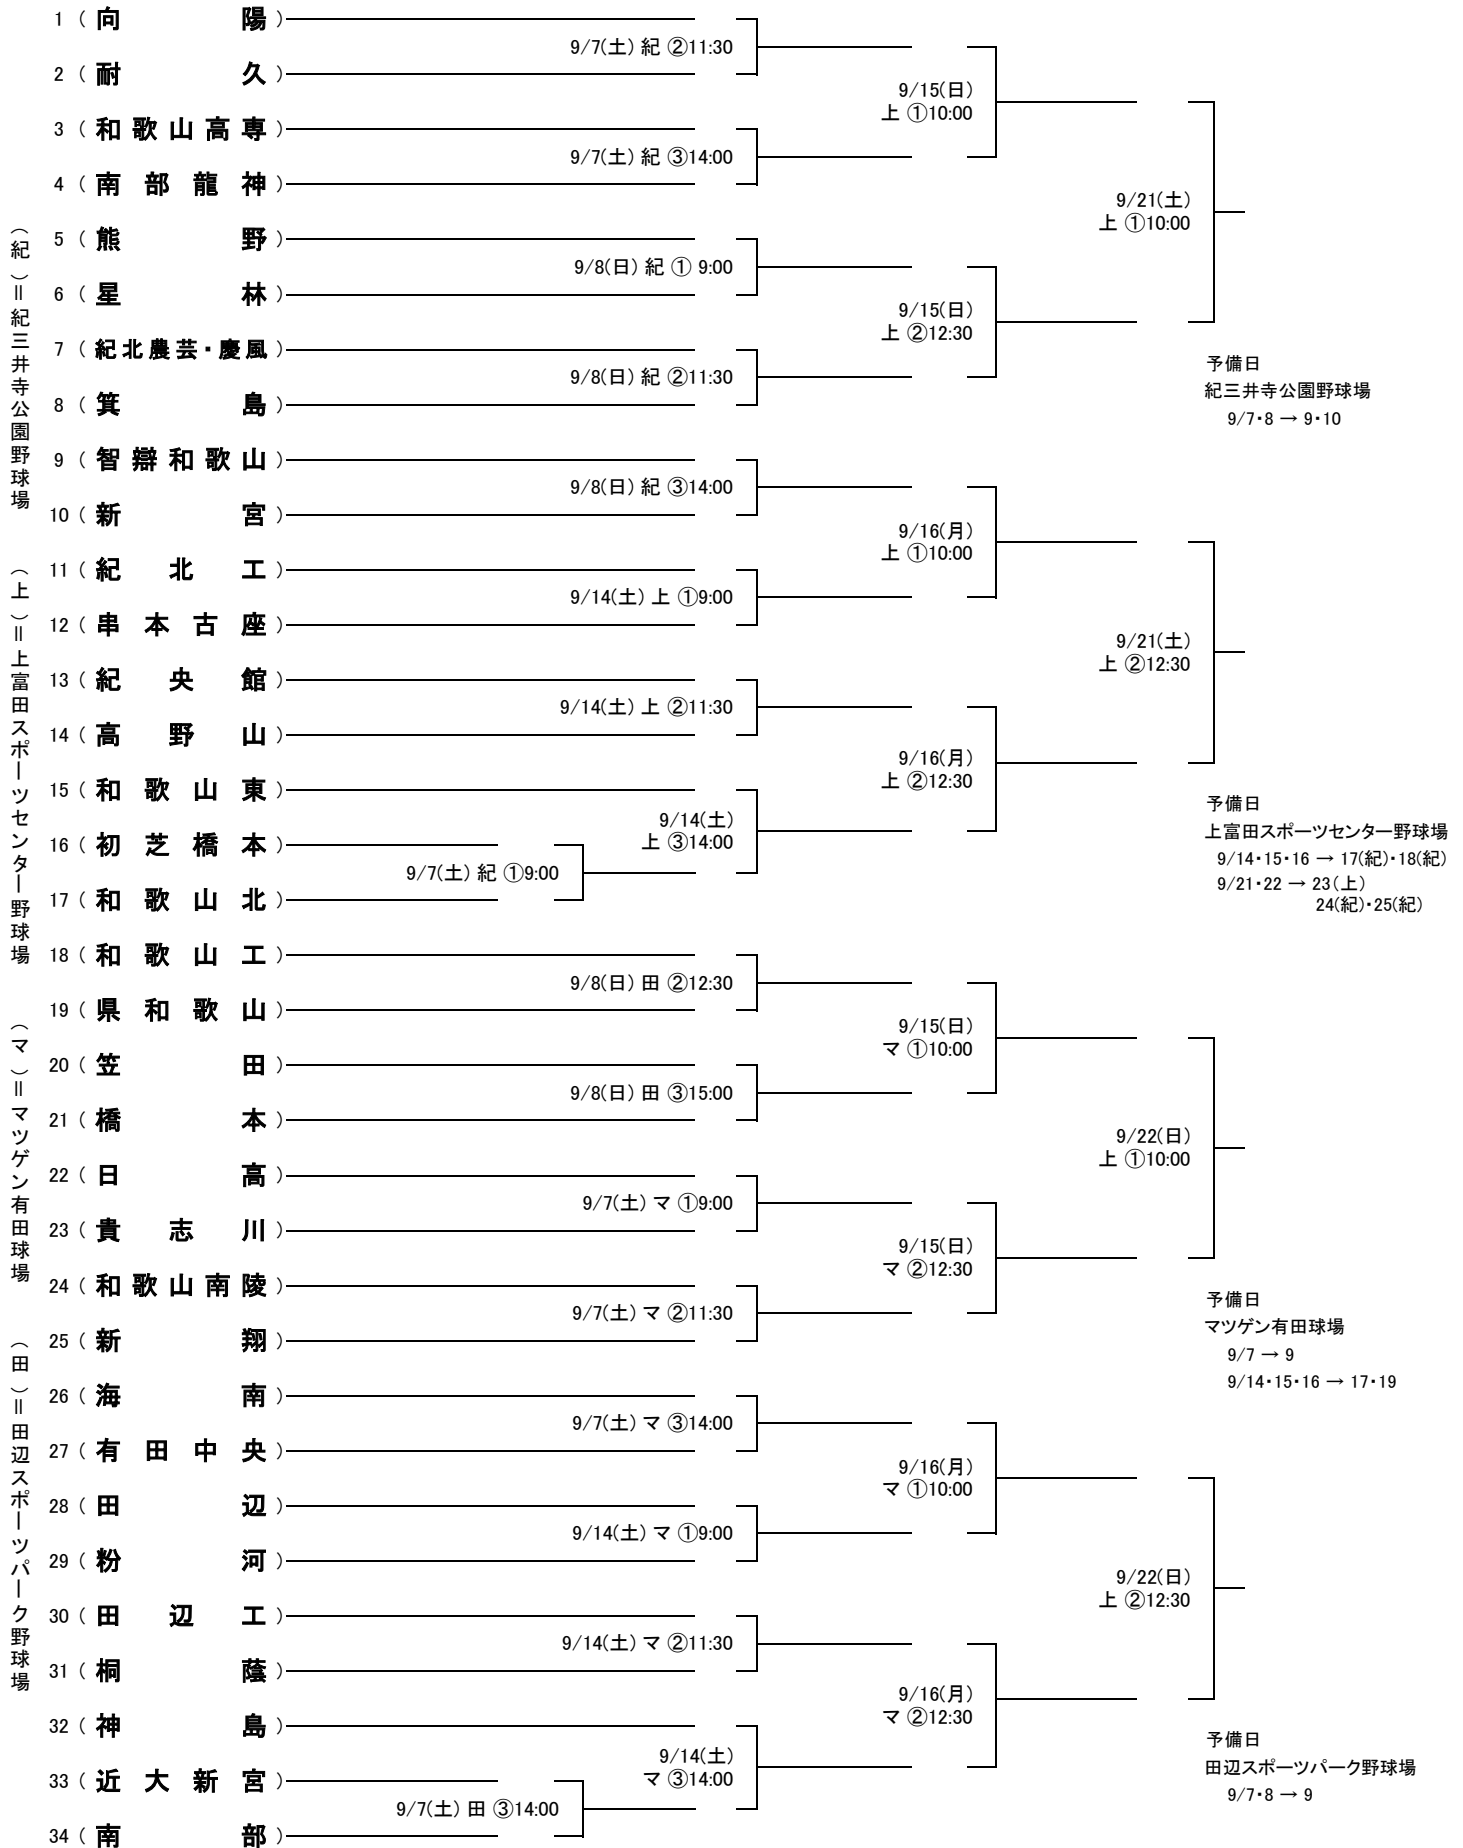 1 ( 向 陽 )
9/7(土) 紀 ②11:30
2 ( 耐 久 )
9/15(日)
上 ①10:00
3 ( 和歌山高専 )
9/7(土) 紀 ③14:00
4 ( 南部龍神 )
9/21(土)
上 ①10:00
5 ( 熊 野 )
9/8(日) 紀 ① 9:00
6 ( 星 林 )
9/15(日)
上 ②12:30
7 ( 紀北農芸・慶風 )
9/8(日) 紀 ②11:30
8 ( 箕 島 )
予備日
紀三井寺公園野球場
9/7・8 → 9・10
9 ( 智辯和歌山 )
9/8(日) 紀 ③14:00
10 ( 新 宮 )
9/16(月)
上 ①10:00
11 ( 紀北工 )
9/14(土) 上 ①9:00
12 ( 串本古座 )
9/21(土)
上 ②12:30
13 ( 紀央館 )
9/14(土) 上 ②11:30
14 ( 高野山 )
9/16(月)
上 ②12:30
15 ( 和歌山東 )
9/14(土)
上 ③14:00
16 ( 初芝橋本 )
9/7(土) 紀 ①9:00
17 ( 和歌山北 )
予備日
上富田スポーツセンター野球場
9/14・15・16 → 17(紀)・18(紀)
9/21・22 → 23(上)
24(紀)・25(紀)
18 ( 和歌山工 )
9/8(日) 田 ②12:30
19 ( 県和歌山 )
9/15(日)
マ ①10:00
20 ( 笠 田 )
9/8(日) 田 ③15:00
21 ( 橋 本 )
9/22(日)
上 ①10:00
22 ( 日 高 )
9/7(土) マ ①9:00
23 ( 貴志川 )
9/15(日)
マ ②12:30
24 ( 和歌山南陵 )
9/7(土) マ ②11:30
25 ( 新 翔 )
予備日
マツゲン有田球場
9/7 → 9
9/14・15・16 → 17・19
26 ( 海 南 )
9/7(土) マ ③14:00
27 ( 有田中央 )
9/16(月)
マ ①10:00
28 ( 田 辺 )
9/14(土) マ ①9:00
29 ( 粉 河 )
9/22(日)
上 ②12:30
30 ( 田辺工 )
9/14(土) マ ②11:30
31 ( 桐 蔭 )
9/16(月)
マ ②12:30
32 ( 神 島 )
9/14(土)
マ ③14:00
33 ( 近大新宮 )
9/7(土) 田 ③14:00
34 ( 南 部 )
予備日
田辺スポーツパーク野球場
9/7・8 → 9
(紀)=紀三井寺公園野球場
(上)=上富田スポーツセンター野球場
(マ)=マツゲン有田球場
(田)=田辺スポーツパーク野球場